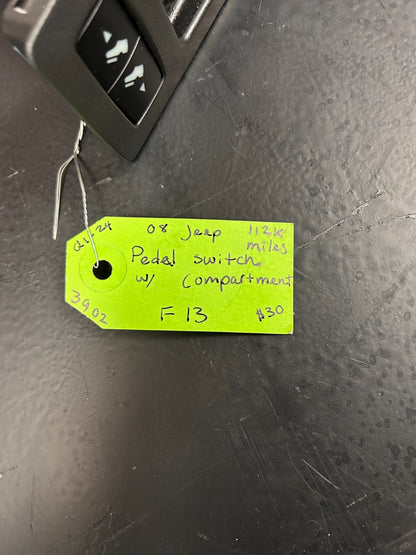 08 Jeep 112K miles
Pedal switch
w/ compartment
F 13 $30
3902